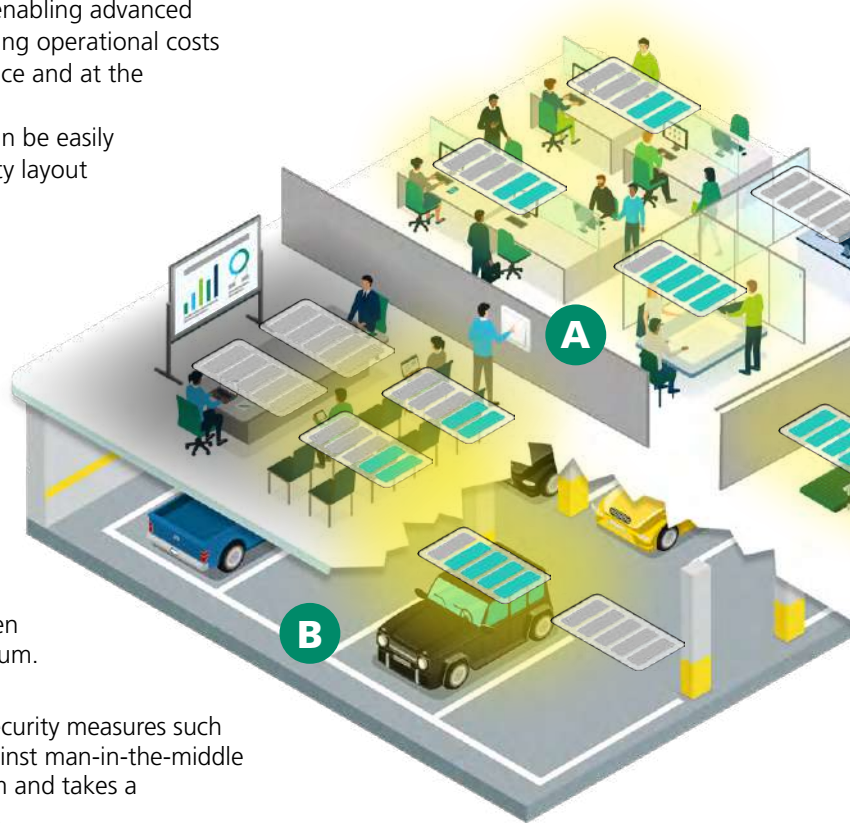 enabling advanced
ing operational costs
ce and at the
n be easily
ty layout
A
B
en
um.
curity measures such
inst man-in-the-middle
n and takes a